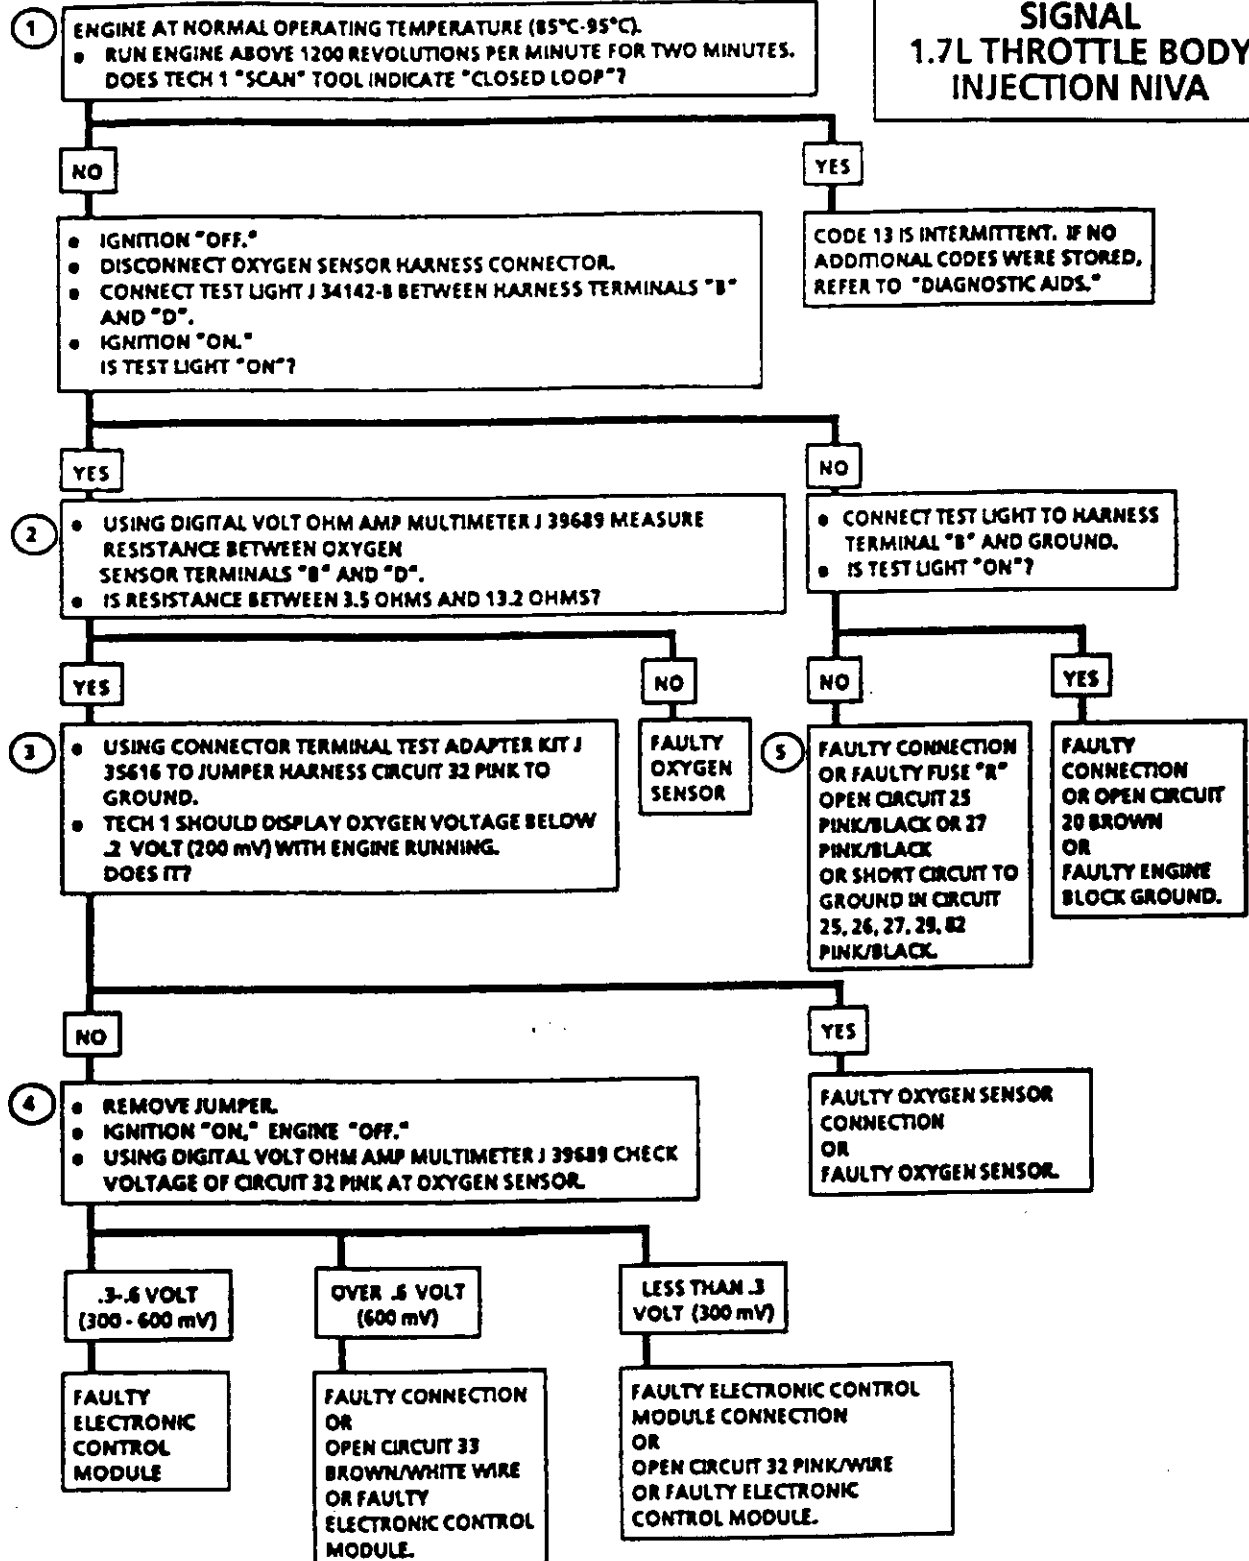 SIGNAL
1.7L THROTTLE BODY
INJECTION NIVA
1
ENGINE AT NORMAL OPERATING TEMPERATURE (85°C-95°C).
• RUN ENGINE ABOVE 1200 REVOLUTIONS PER MINUTE FOR TWO MINUTES.
DOES TECH 1 "SCAN" TOOL INDICATE "CLOSED LOOP"?
NO
YES
• IGNITION "OFF."
• DISCONNECT OXYGEN SENSOR HARNESS CONNECTOR.
• CONNECT TEST LIGHT J 34142-B BETWEEN HARNESS TERMINALS "B"
AND "D".
• IGNITION "ON."
IS TEST LIGHT "ON"?
CODE 13 IS INTERMITTENT. IF NO
ADDITIONAL CODES WERE STORED,
REFER TO "DIAGNOSTIC AIDS."
YES
NO
2
• USING DIGITAL VOLT OHM AMP MULTIMETER J 39689 MEASURE
RESISTANCE BETWEEN OXYGEN
SENSOR TERMINALS "B" AND "D".
• IS RESISTANCE BETWEEN 3.5 OHMS AND 13.2 OHMS?
• CONNECT TEST LIGHT TO HARNESS
TERMINAL "B" AND GROUND.
• IS TEST LIGHT "ON"?
YES
NO
NO
YES
3
• USING CONNECTOR TERMINAL TEST ADAPTER KIT J
35616 TO JUMPER HARNESS CIRCUIT 32 PINK TO
GROUND.
• TECH 1 SHOULD DISPLAY OXYGEN VOLTAGE BELOW
.2 VOLT (200 mV) WITH ENGINE RUNNING.
DOES IT?
FAULTY
OXYGEN
SENSOR
5
FAULTY CONNECTION
OR FAULTY FUSE "R"
OPEN CIRCUIT 25
PINK/BLACK OR 27
PINK/BLACK
OR SHORT CIRCUIT TO
GROUND IN CIRCUIT
25, 26, 27, 29, 82
PINK/BLACK.
FAULTY
CONNECTION
OR OPEN CIRCUIT
20 BROWN
OR
FAULTY ENGINE
BLOCK GROUND.
NO
YES
4
• REMOVE JUMPER.
• IGNITION "ON," ENGINE "OFF."
• USING DIGITAL VOLT OHM AMP MULTIMETER J 39689 CHECK
VOLTAGE OF CIRCUIT 32 PINK AT OXYGEN SENSOR.
FAULTY OXYGEN SENSOR
CONNECTION
OR
FAULTY OXYGEN SENSOR.
.3-.6 VOLT
(300 - 600 mV)
OVER .6 VOLT
(600 mV)
LESS THAN .3
VOLT (300 mV)
FAULTY
ELECTRONIC
CONTROL
MODULE
FAULTY CONNECTION
OR
OPEN CIRCUIT 33
BROWN/WHITE WIRE
OR FAULTY
ELECTRONIC CONTROL
MODULE.
FAULTY ELECTRONIC CONTROL
MODULE CONNECTION
OR
OPEN CIRCUIT 32 PINK/WIRE
OR FAULTY ELECTRONIC
CONTROL MODULE.